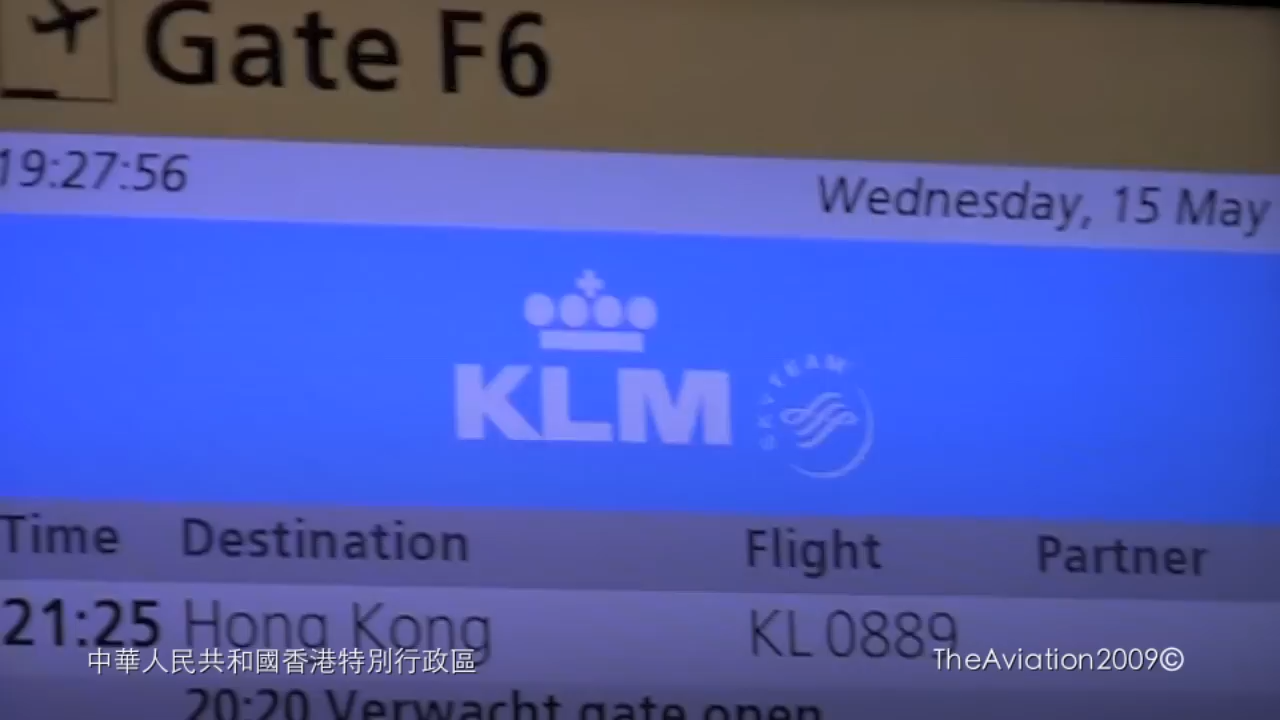 Gate F6
19:27:56 Wednesday, 15 May
KLM
SKYTEAM
Time Destination Flight Partner
21:25 Hong Kong KL 0889
中華人民共和國香港特別行政區 TheAviation2009©
20:20 Verwacht gate open